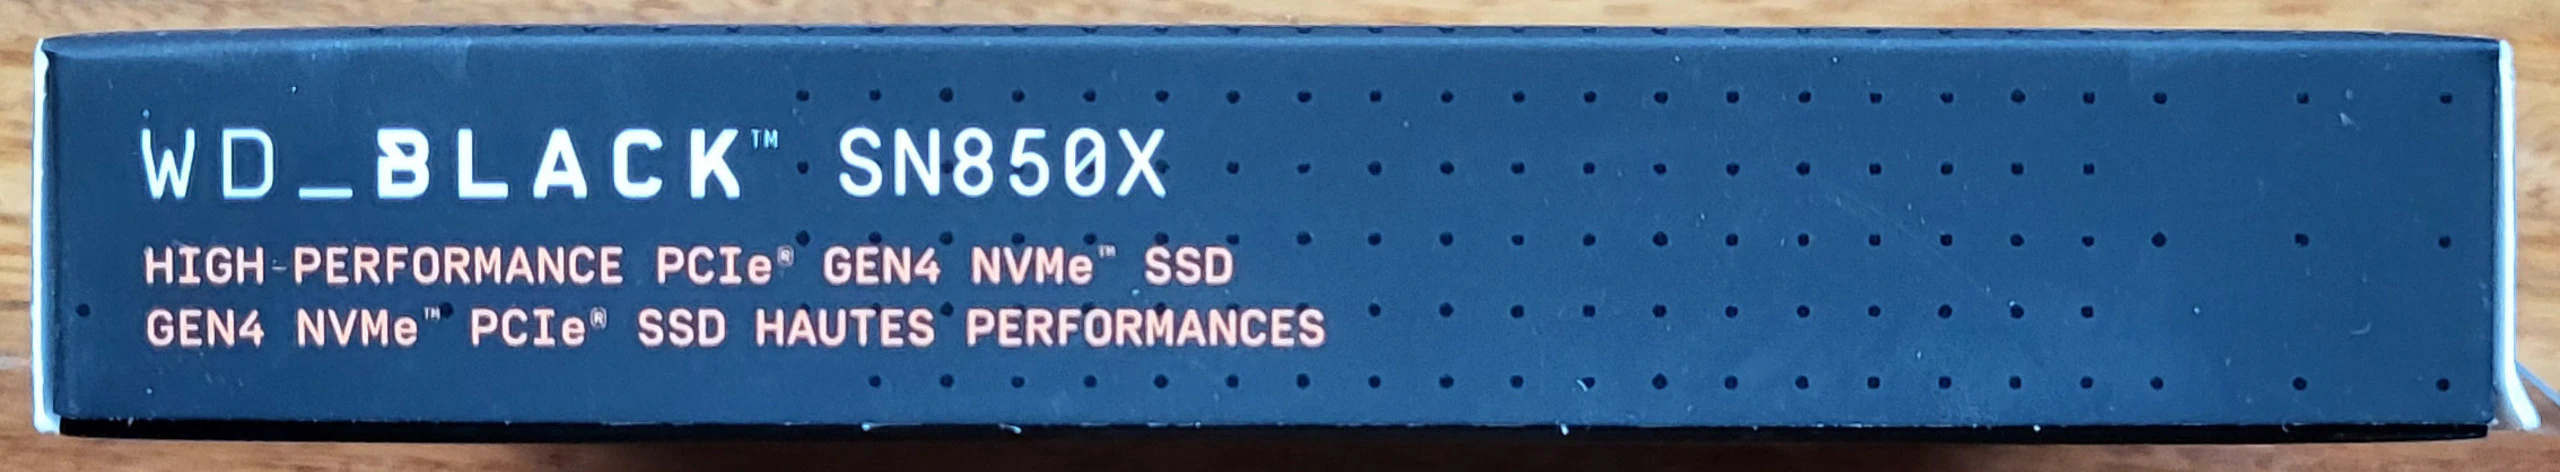 WD_BLACK™ SN850X
HIGH-PERFORMANCE PCIe® GEN4 NVMe™ SSD
GEN4 NVMe™ PCIe® SSD HAUTES PERFORMANCES